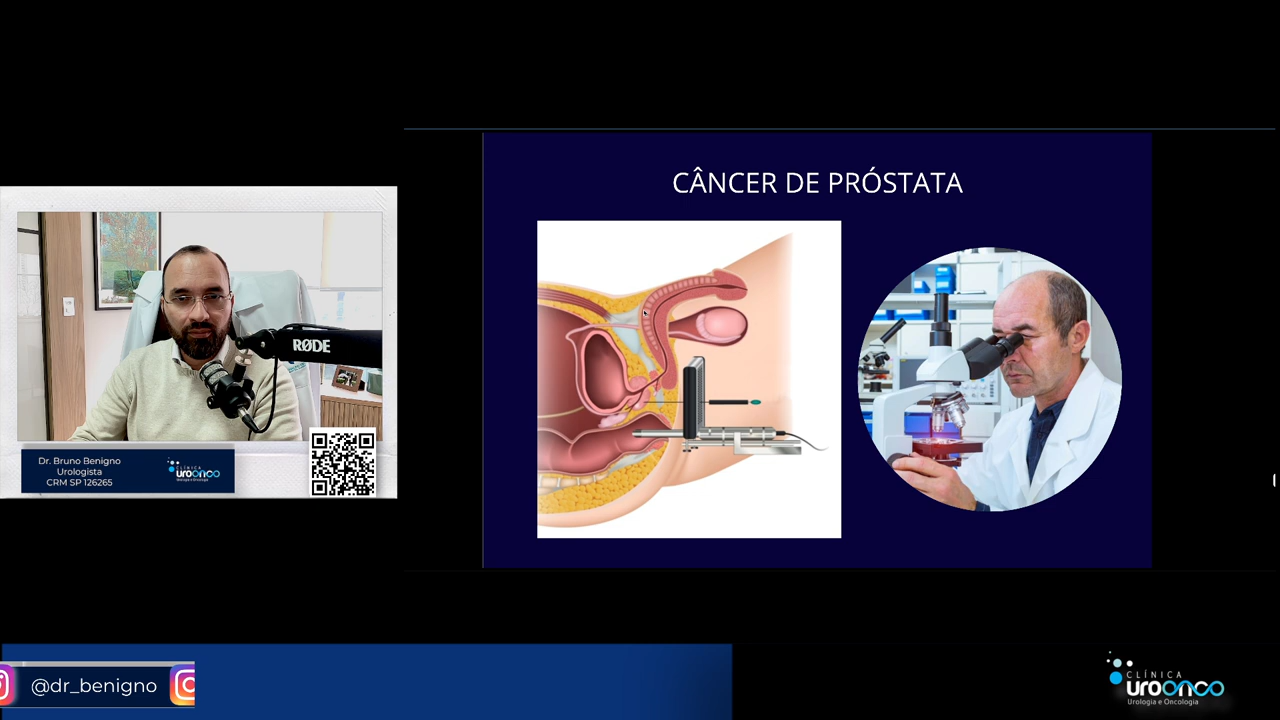 CÂNCER DE PRÓSTATA
RØDE
Dr. Bruno Benigno
Urologista
CRM SP 126265
CLÍNICA
uroonco
Urologia e Oncologia
@dr_benigno
CLÍNICA
uroonco
Urologia e Oncologia